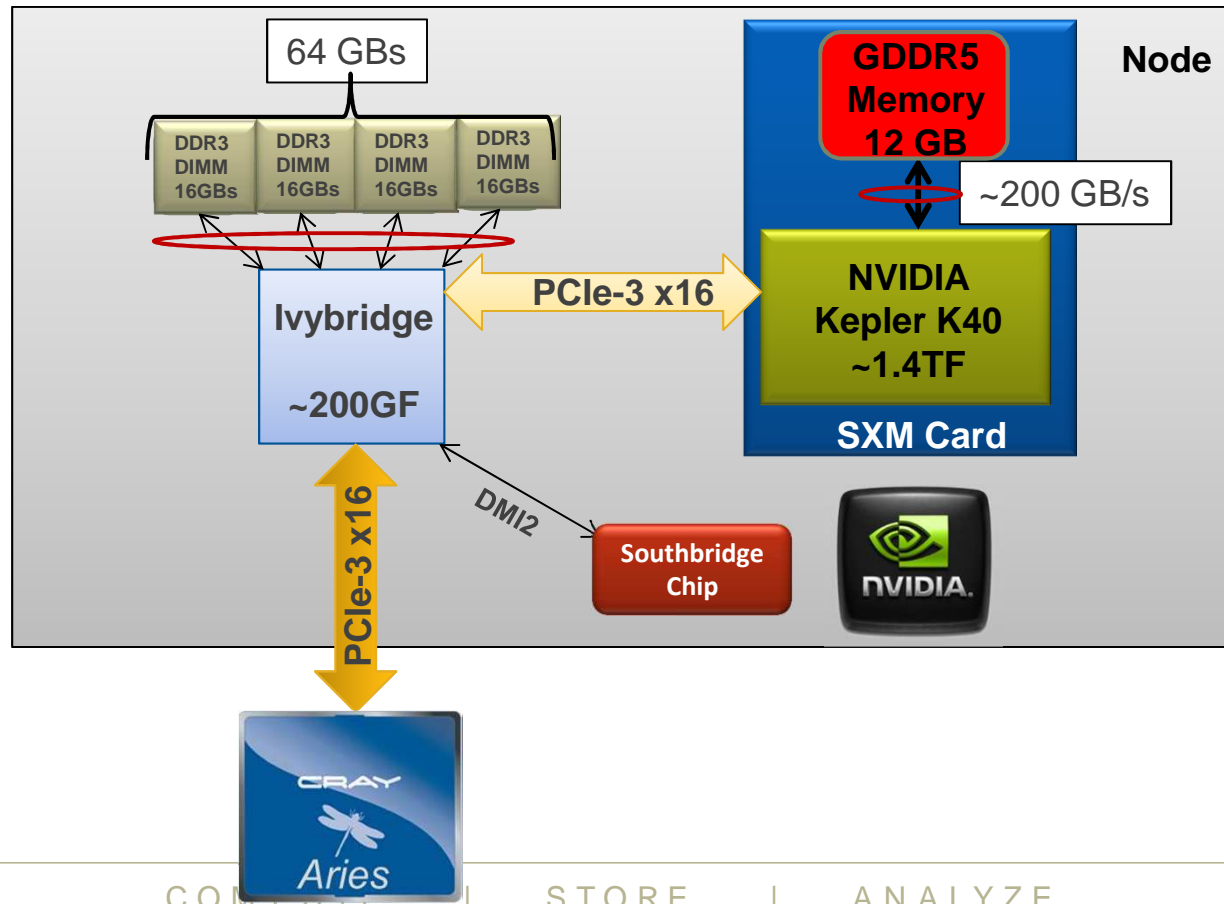 64 GBs
DDR3
DIMM
16GBs
DDR3
DIMM
16GBs
DDR3
DIMM
16GBs
DDR3
DIMM
16GBs
GDDR5
Memory
12 GB
Node
~200 GB/s
PCIe-3 x16
Ivybridge
~200GF
NVIDIA
Kepler K40
~1.4TF
SXM Card
DMI2
PCIe-3 x16
Southbridge
Chip
NVIDIA.
CRAY
Aries
| STORE | ANALYZE